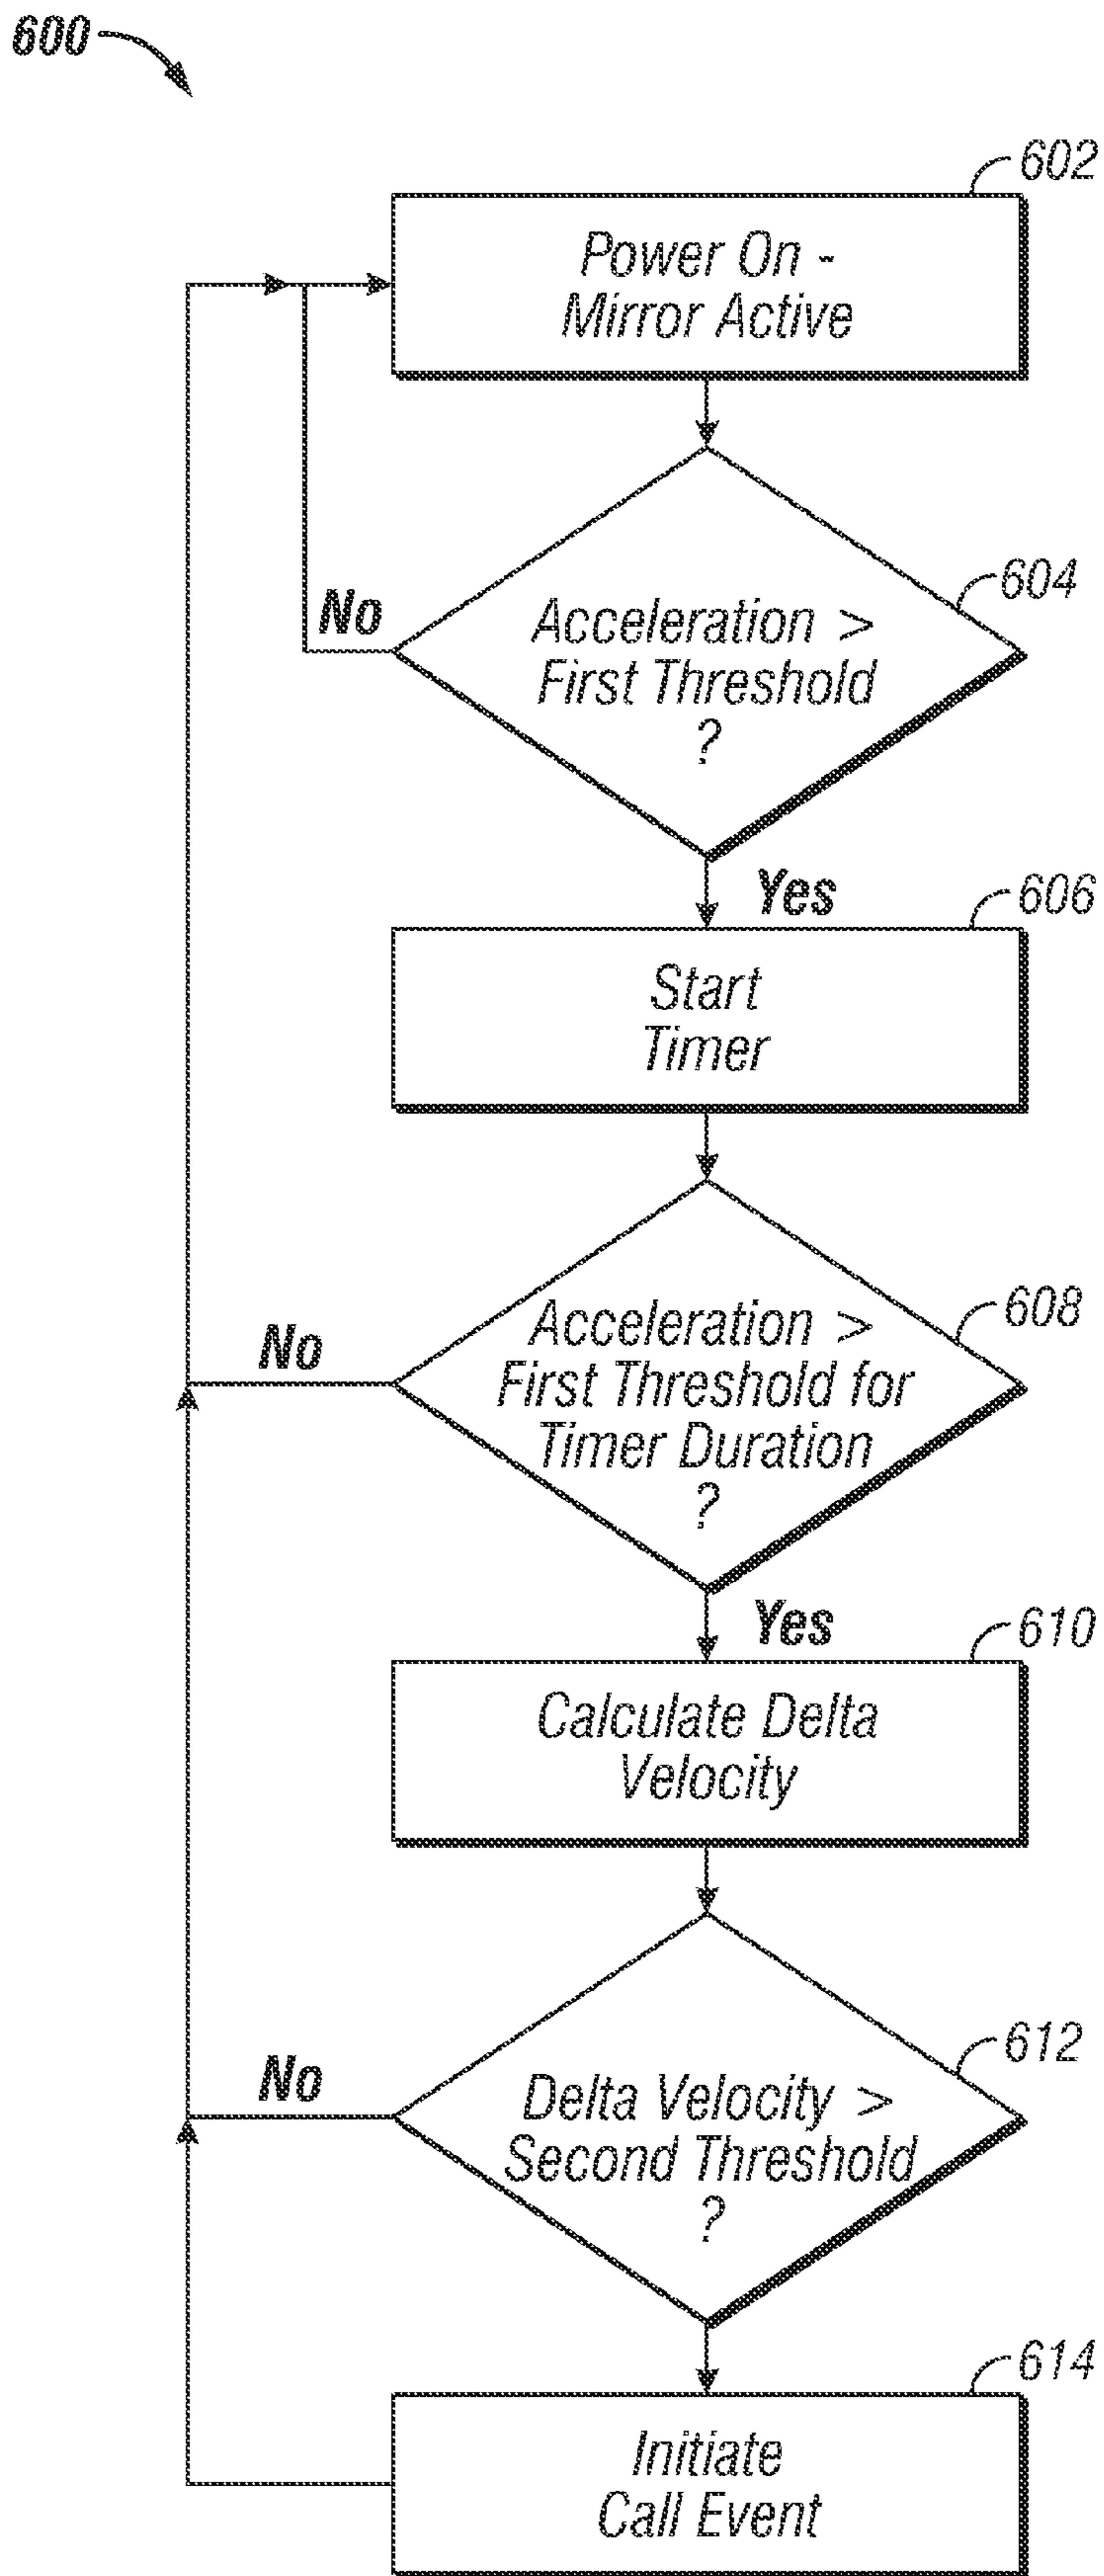 600
602
Power On -
Mirror Active
604
No
Acceleration >
First Threshold
?
Yes
606
Start
Timer
608
No
Acceleration >
First Threshold for
Timer Duration
?
Yes
610
Calculate Delta
Velocity
612
No
Delta Velocity >
Second Threshold
?
614
Initiate
Call Event